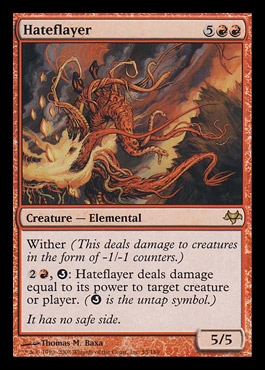 Hateflayer 5
Creature — Elemental
Wither (This deals damage to creatures
in the form of -1/-1 counters.)
2 , : Hateflayer deals damage
equal to its power to target creature
or player. ( is the untap symbol.)
It has no safe side.
Thomas M. Baxa
5/5